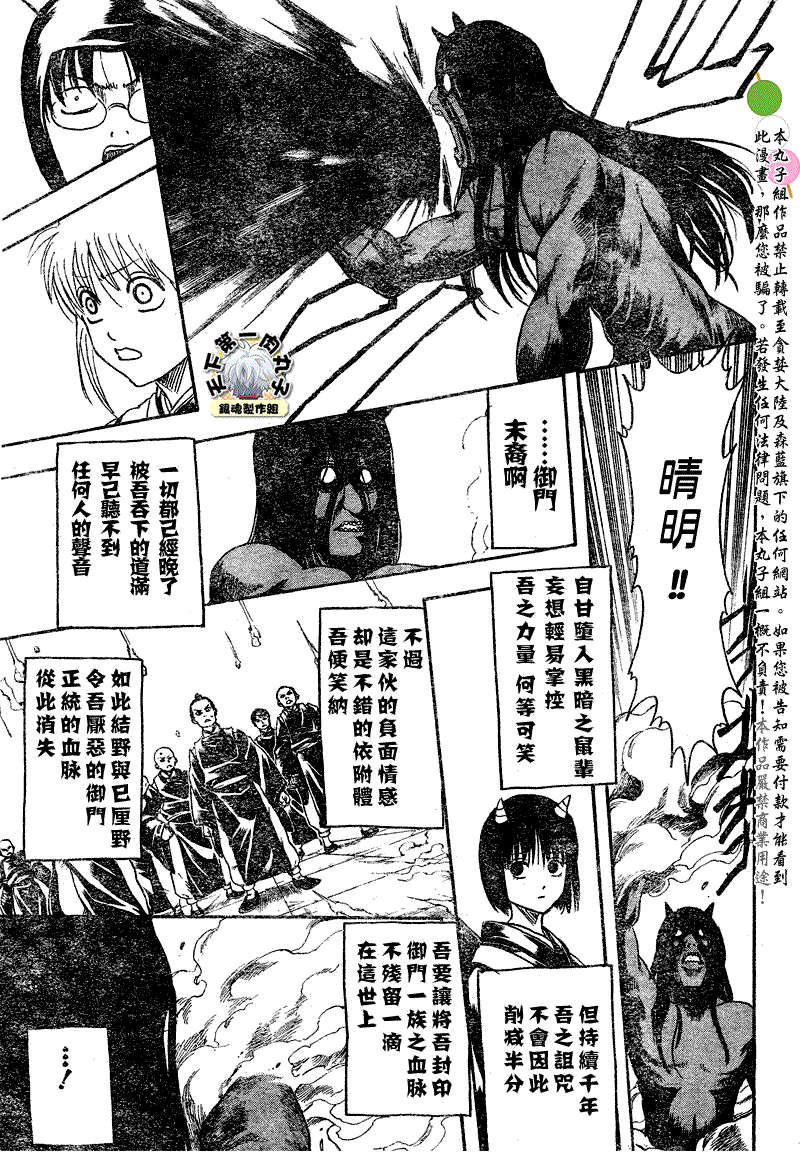 晴明!!
……御門
末裔啊
一切都已經晚了
被吾吞下的道滿
早已聽不到
任何人的聲音
自甘墮入黑暗之鼠輩
妄想輕易掌控
吾之力量 何等可笑
不過
這家伙的負面情感
卻是不錯的依附體
吾便笑納
如此結野與巳厘野
令吾厭惡的御門
正統的血脈
從此消失
但持續千年
吾之詛咒
不會因此
削減半分
吾要讓將吾封印
御門一族之血脈
不殘留一滴
在這世上
…!
天下第一肉丸子
銀魂製作組
本丸子組作品禁止轉載至貪婪大陸及森藍旗下的任何網站。如果您被告知需要付款才能看到
此漫畫，那麼您被騙了。若發生任何法律問題，本丸子組一概不負責！本作品嚴禁商業用途！